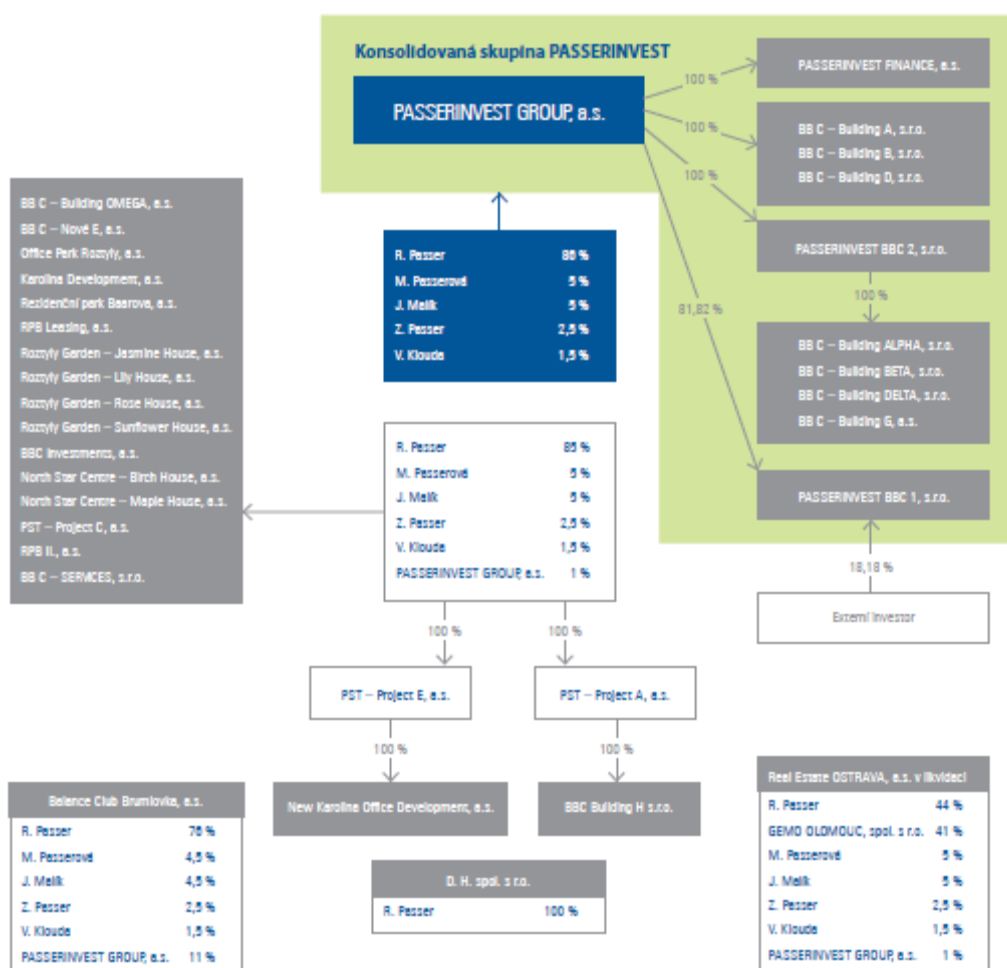 Konsolidovaná skupina PASSERINVEST
PASSERINVEST GROUP, a.s.
100 %
PASSERINVEST FINANCE, a.s.
100 %
BB C – Building A, s.r.o.
BB C – Building B, s.r.o.
BB C – Building D, s.r.o.
100 %
PASSERINVEST BBC 2, s.r.o.
100 %
BB C – Building ALPHA, s.r.o.
BB C – Building BETA, s.r.o.
BB C – Building DELTA, s.r.o.
BB C – Building G, a.s.
81,82 %
PASSERINVEST BBC 1, s.r.o.
18,18 %
Externí investor
BB C – Building OMEGA, a.s.
BB C – Nové E, a.s.
Office Park Roztyly, a.s.
Karolina Development, a.s.
Rezidenční park Baarova, a.s.
RPB Leasing, a.s.
Roztyly Garden – Jasmine House, a.s.
Roztyly Garden – Lily House, a.s.
Roztyly Garden – Rose House, a.s.
Roztyly Garden – Sunflower House, a.s.
BBC Investments, a.s.
North Star Centre – Birch House, a.s.
North Star Centre – Maple House, a.s.
PST – Project C, a.s.
RPB II., a.s.
BB C – SERVICES, s.r.o.
R. Passer 86 %
M. Passerová 5 %
J. Malík 5 %
Z. Passer 2,5 %
V. Klouda 1,5 %
R. Passer 85 %
M. Passerová 5 %
J. Malík 5 %
Z. Passer 2,5 %
V. Klouda 1,5 %
PASSERINVEST GROUP, a.s. 1 %
100 %
100 %
PST – Project E, a.s.
PST – Project A, a.s.
100 %
100 %
New Karolina Office Development, a.s.
BBC Building H s.r.o.
Balance Club Brumlovka, a.s.
R. Passer 76 %
M. Passerová 4,5 %
J. Malík 4,5 %
Z. Passer 2,5 %
V. Klouda 1,5 %
PASSERINVEST GROUP, a.s. 11 %
D. H. spol. s r.o.
R. Passer 100 %
Real Estate OSTRAVA, a.s. v likvidaci
R. Passer 44 %
GEMO OLOMOUC, spol. s r.o. 41 %
M. Passerová 5 %
J. Malík 5 %
Z. Passer 2,5 %
V. Klouda 1,5 %
PASSERINVEST GROUP, a.s. 1 %